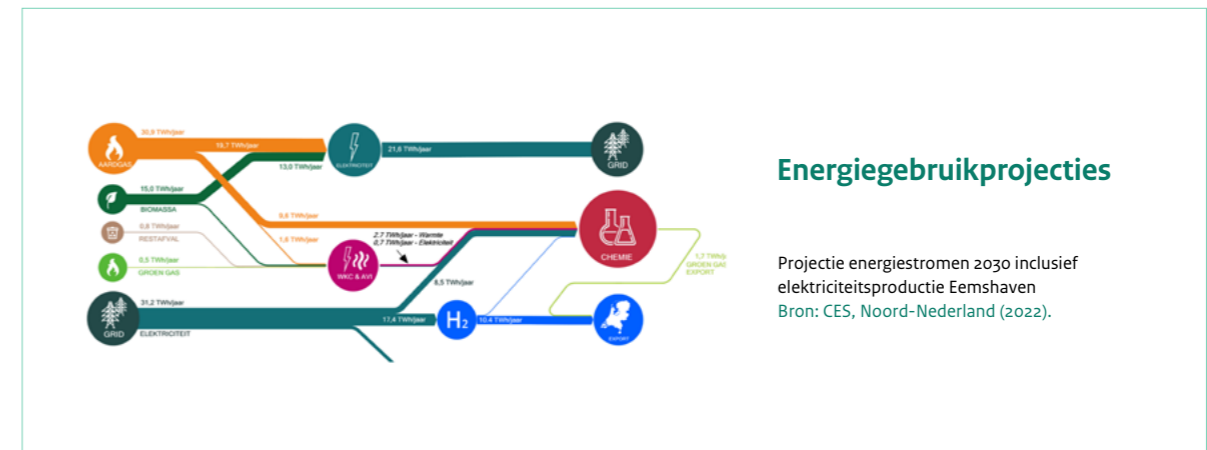 30,9 TWh/jaar
19,7 TWh/jaar
AARDGAS
13,0 TWh/jaar
ELEKTRICITEIT
21,6 TWh/jaar
GRID
15,0 TWh/jaar
BIOMASSA
0,8 TWh/jaar
RESTAFVAL
9,6 TWh/jaar
1,6 TWh/jaar
2,7 TWh/jaar - Warmte
0,7 TWh/jaar - Elektriciteit
CHEMIE
0,5 TWh/jaar
GROEN GAS
WKC & AVI
1,7 TWh/j
GROEN GAS
EXPORT
8,5 TWh/jaar
31,2 TWh/jaar
17,4 TWh/jaar
H2
10,4 TWh/jaar
GRID
ELEKTRICITEIT
EXPORT
Energiegebruikprojecties
Projectie energiestromen 2030 inclusief
elektriciteitsproductie Eemshaven
Bron: CES, Noord-Nederland (2022).